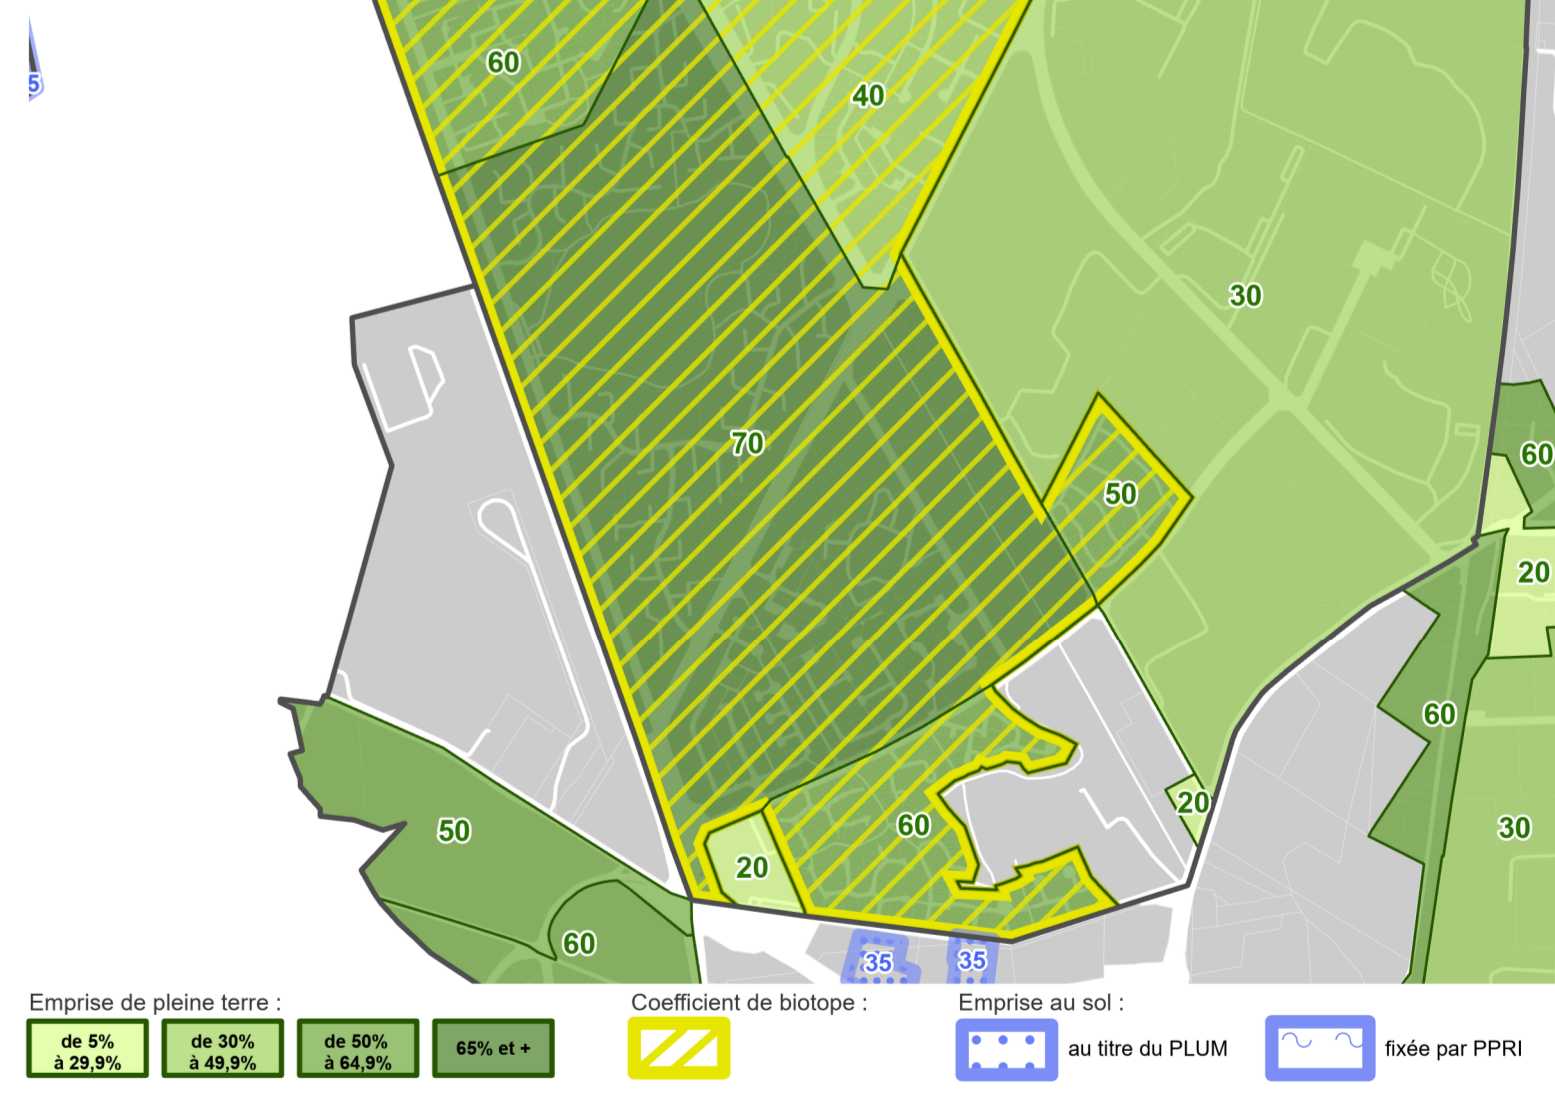 60
5
40
30
70
60
50
20
60
20
60
50
20
60
30
60
35
35
Emprise de pleine terre :
Coefficient de biotope :
Emprise au sol :
de 5%
à 29,9%
de 30%
à 49,9%
de 50%
à 64,9%
65% et +
au titre du PLUM
fixée par PPRI